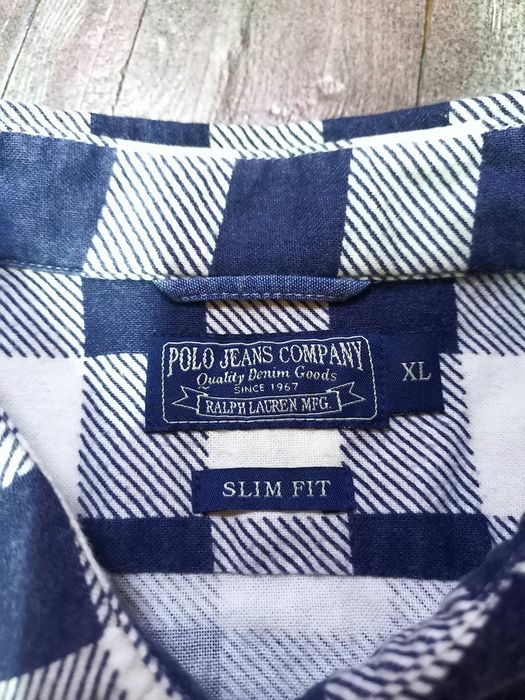 POLO JEANS COMPANY
Quality Denim Goods
SINCE 1967
RALPH LAUREN MFG.
XL
SLIM FIT